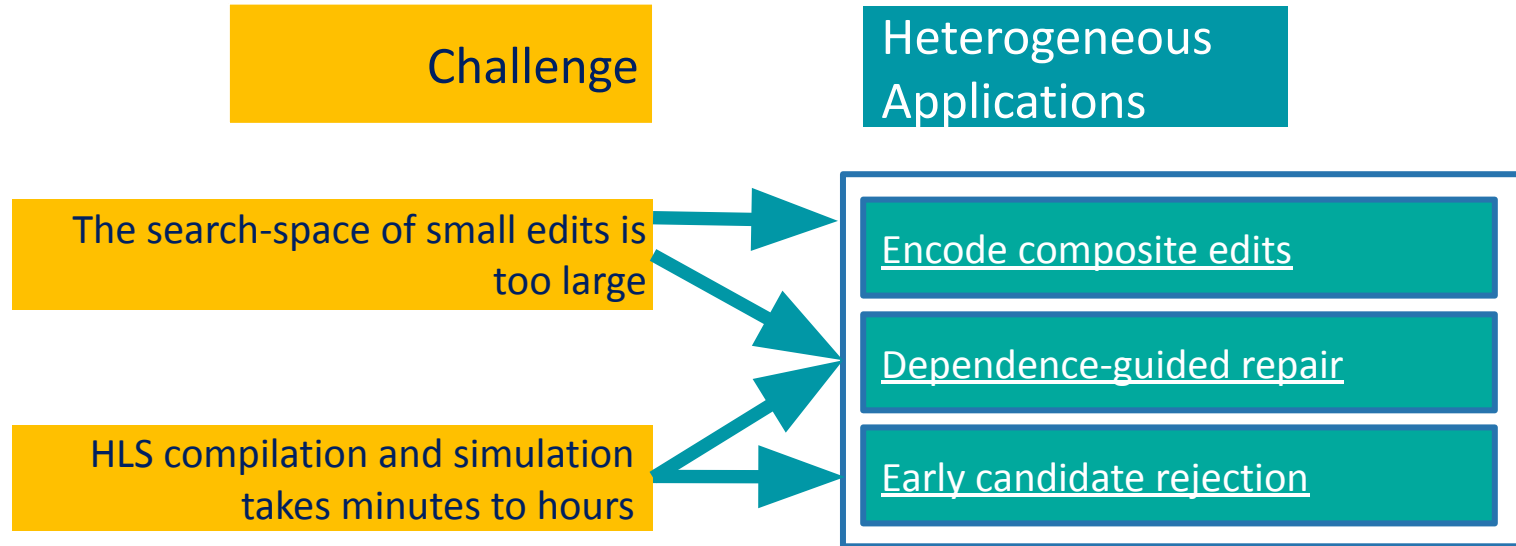 Challenge
Heterogeneous
Applications
The search-space of small edits is
too large
HLS compilation and simulation
takes minutes to hours
Encode composite edits
Dependence-guided repair
Early candidate rejection